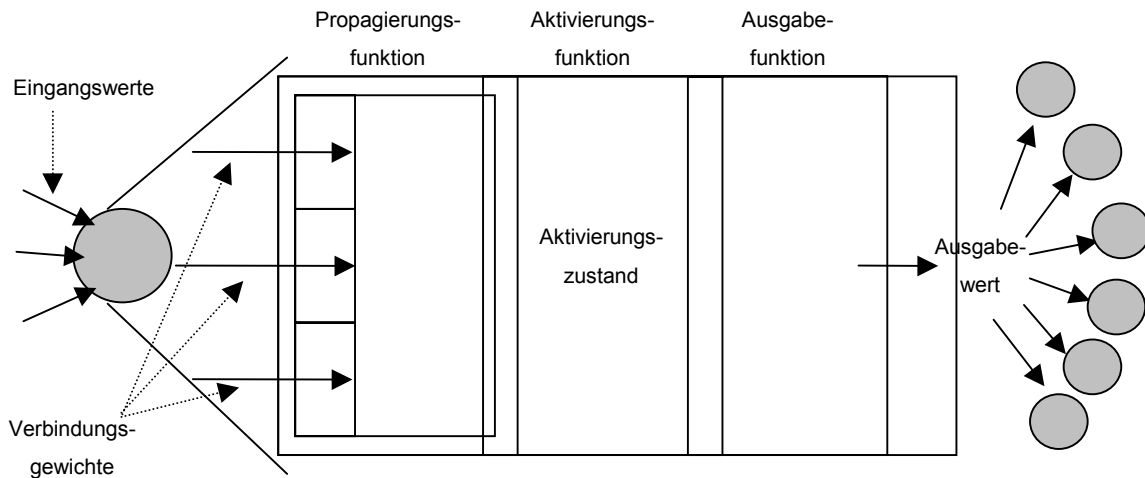 Propagierungs-
funktion
Aktivierungs-
funktion
Ausgabe-
funktion
Eingangswerte
Aktivierungs-
zustand
Ausgabe-
wert
Verbindungs-
gewichte